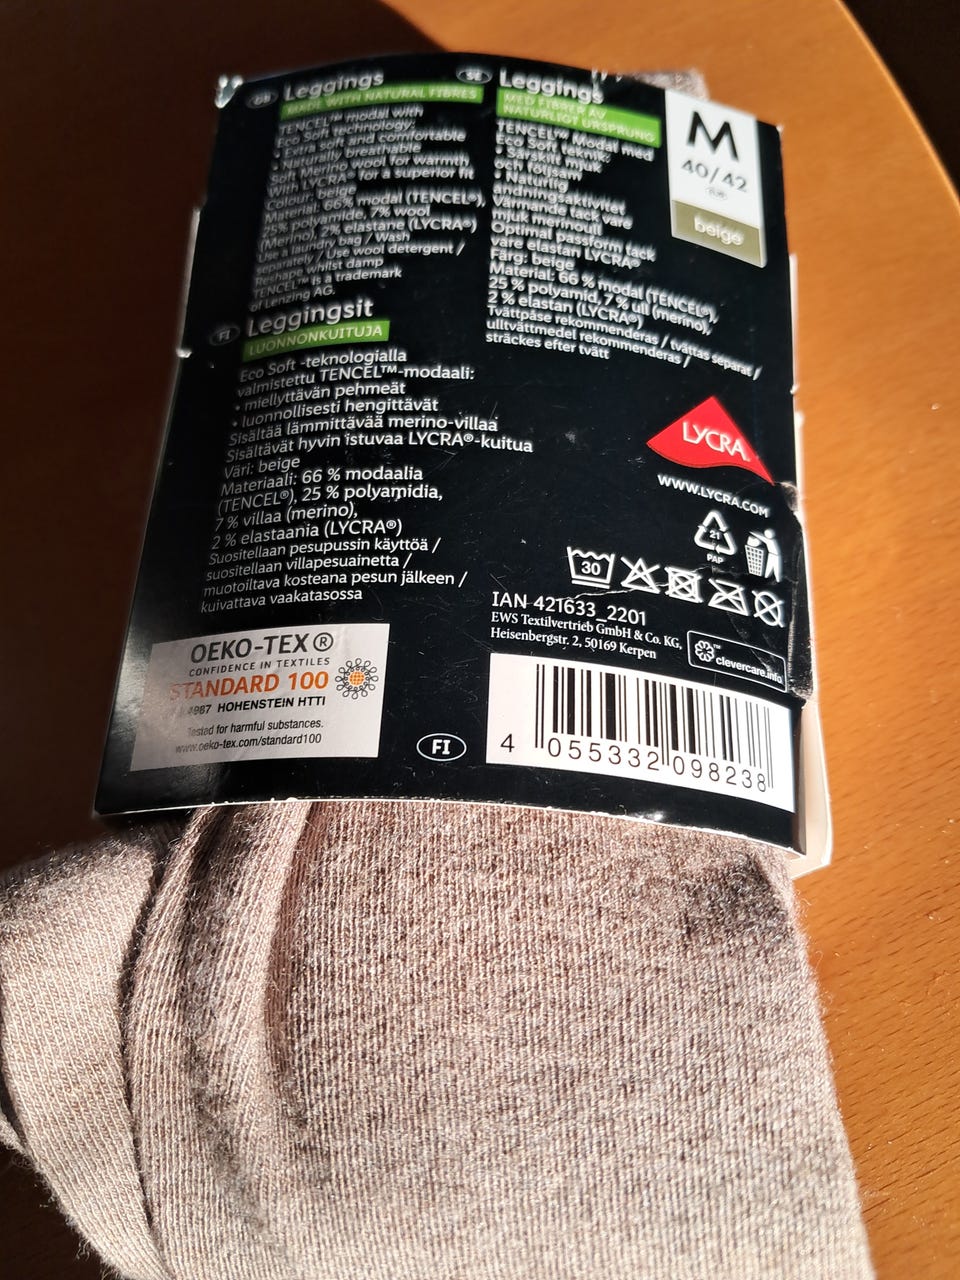 GB Leggings
MADE WITH NATURAL FIBRES
TENCEL™ modal with
Eco Soft technology:
• Extra soft and comfortable
• Naturally breathable
With Merino wool for warmth
With LYCRA® for a superior fit
Colour: beige
Material: 66% modal (TENCEL®),
25% polyamide, 7% wool
(Merino), 2% elastane (LYCRA®)
Use a laundry bag / Wash
separately / Use wool detergent /
Reshape whilst damp
TENCEL™ is a trademark
of Lenzing AG.
SE Leggings
MED FIBRER AV
NATURLIGT URSPRUNG
TENCEL™ Modal med
Eco Soft teknik:
• Särskilt mjuk
och följsam
• Naturlig
andningsaktivitet
Värmande tack vare
mjuk merinoull
Optimal passform tack
vare elastan LYCRA®
Färg: beige
Material: 66 % modal (TENCEL®),
25 % polyamid, 7 % ull (merino),
2 % elastan (LYCRA®)
Tvättpåse rekommenderas / tvättas separat /
ulltvättmedel rekommenderas /
sträckes efter tvätt
M
40/42
beige
FI Leggingsit
LUONNONKUITUJA
Eco Soft -teknologialla
valmistettu TENCEL™-modaali:
• miellyttävän pehmeät
• luonnollisesti hengittävät
Sisältää lämmittävää merino-villaa
Sisältävät hyvin istuvaa LYCRA®-kuitua
Väri: beige
Materiaali: 66 % modaalia
(TENCEL®), 25 % polyamidia,
7 % villaa (merino),
2 % elastaania (LYCRA®)
Suositellaan pesupussin käyttöä /
suositellaan villapesuainetta /
muotoiltava kosteana pesun jälkeen /
kuivattava vaakatasossa
LYCRA®
WWW.LYCRA.COM
21
PAP
30
IAN 421633_2201
EWS Textilvertrieb GmbH & Co. KG,
Heisenbergstr. 2, 50169 Kerpen
™
clevercare.info
OEKO-TEX®
CONFIDENCE IN TEXTILES
STANDARD 100
4987 HOHENSTEIN HTTI
Tested for harmful substances.
www.oeko-tex.com/standard100
FI
4 055332 098238